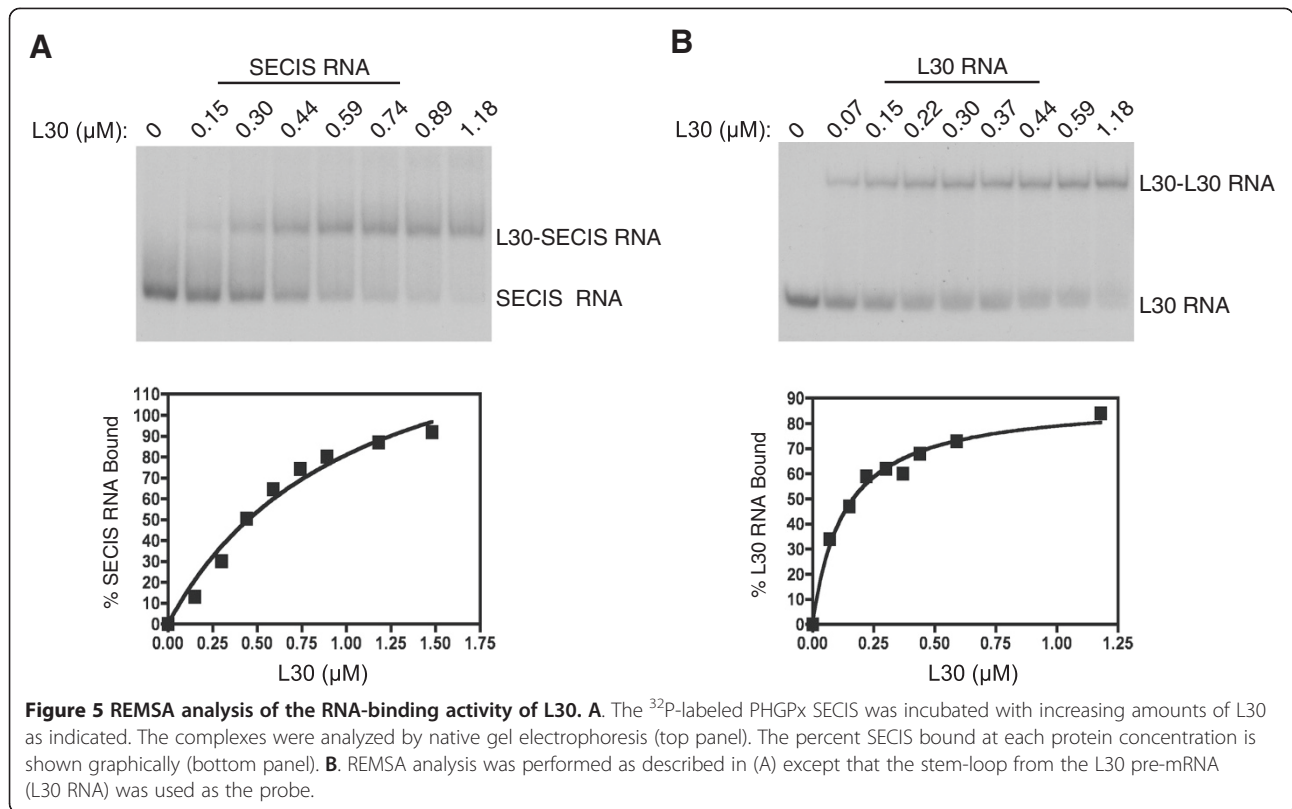 A
SECIS RNA
L30 (µM): 0 0.15 0.30 0.44 0.59 0.74 0.89 1.18
L30-SECIS RNA
SECIS RNA
110
100
90
80
70
60
50
40
30
20
10
0
% SECIS RNA Bound
0.00 0.25 0.50 0.75 1.00 1.25 1.50 1.75
L30 (µM)
B
L30 RNA
L30 (µM): 0 0.07 0.15 0.22 0.30 0.37 0.44 0.59 1.18
L30-L30 RNA
L30 RNA
90
80
70
60
50
40
30
20
10
0
% L30 RNA Bound
0.00 0.25 0.50 0.75 1.00 1.25
L30 (µM)
Figure 5 REMSA analysis of the RNA-binding activity of L30. A. The ³²P-labeled PHGPx SECIS was incubated with increasing amounts of L30
as indicated. The complexes were analyzed by native gel electrophoresis (top panel). The percent SECIS bound at each protein concentration is
shown graphically (bottom panel). B. REMSA analysis was performed as described in (A) except that the stem-loop from the L30 pre-mRNA
(L30 RNA) was used as the probe.